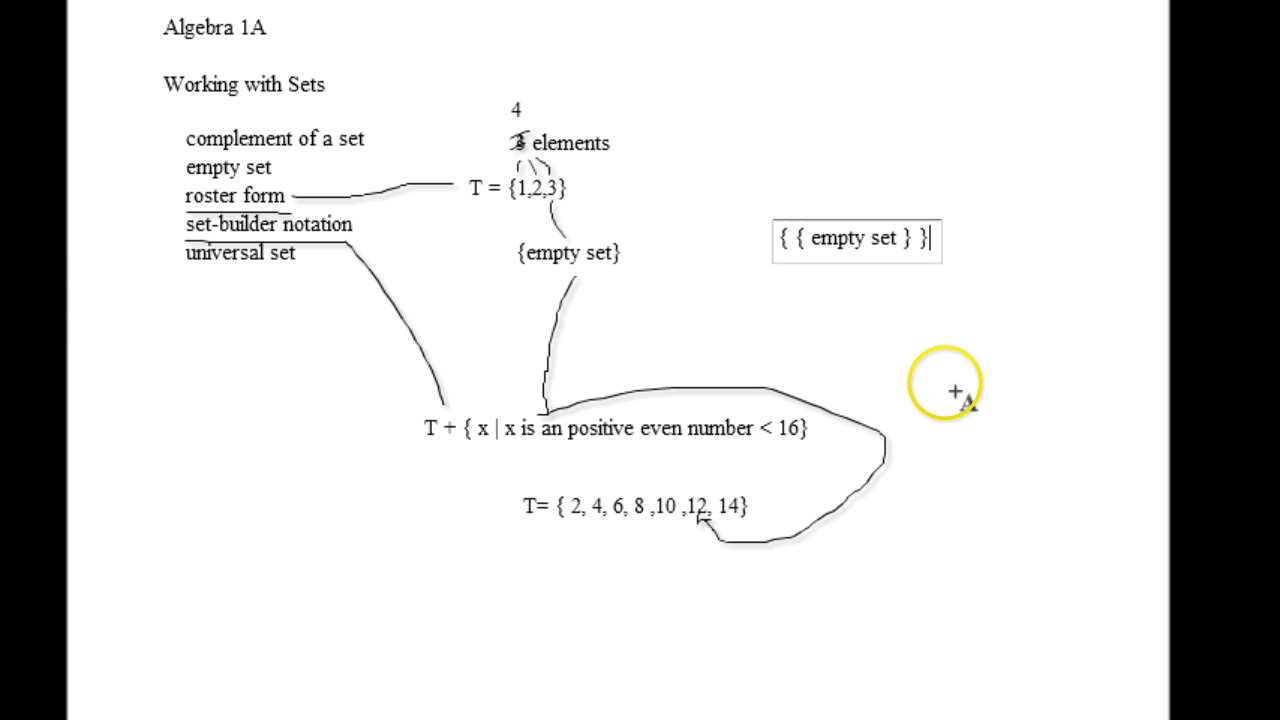 Algebra 1A
Working with Sets
complement of a set
empty set
roster form
set-builder notation
universal set
4
elements
T = {1,2,3}
{empty set}
{ { empty set } }
T + { x | x is an positive even number < 16}
T= { 2, 4, 6, 8 ,10 ,12, 14}
A